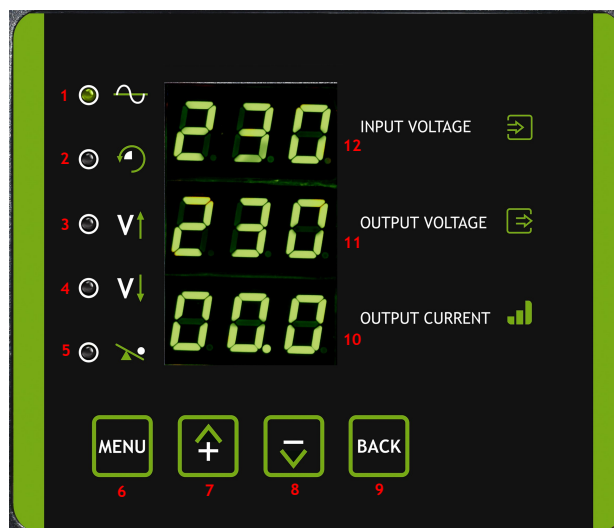 1
230
INPUT VOLTAGE
12
2
3 V
230
OUTPUT VOLTAGE
11
4 V
00.0
OUTPUT CURRENT
10
5
MENU
+
−
BACK
6
7
8
9